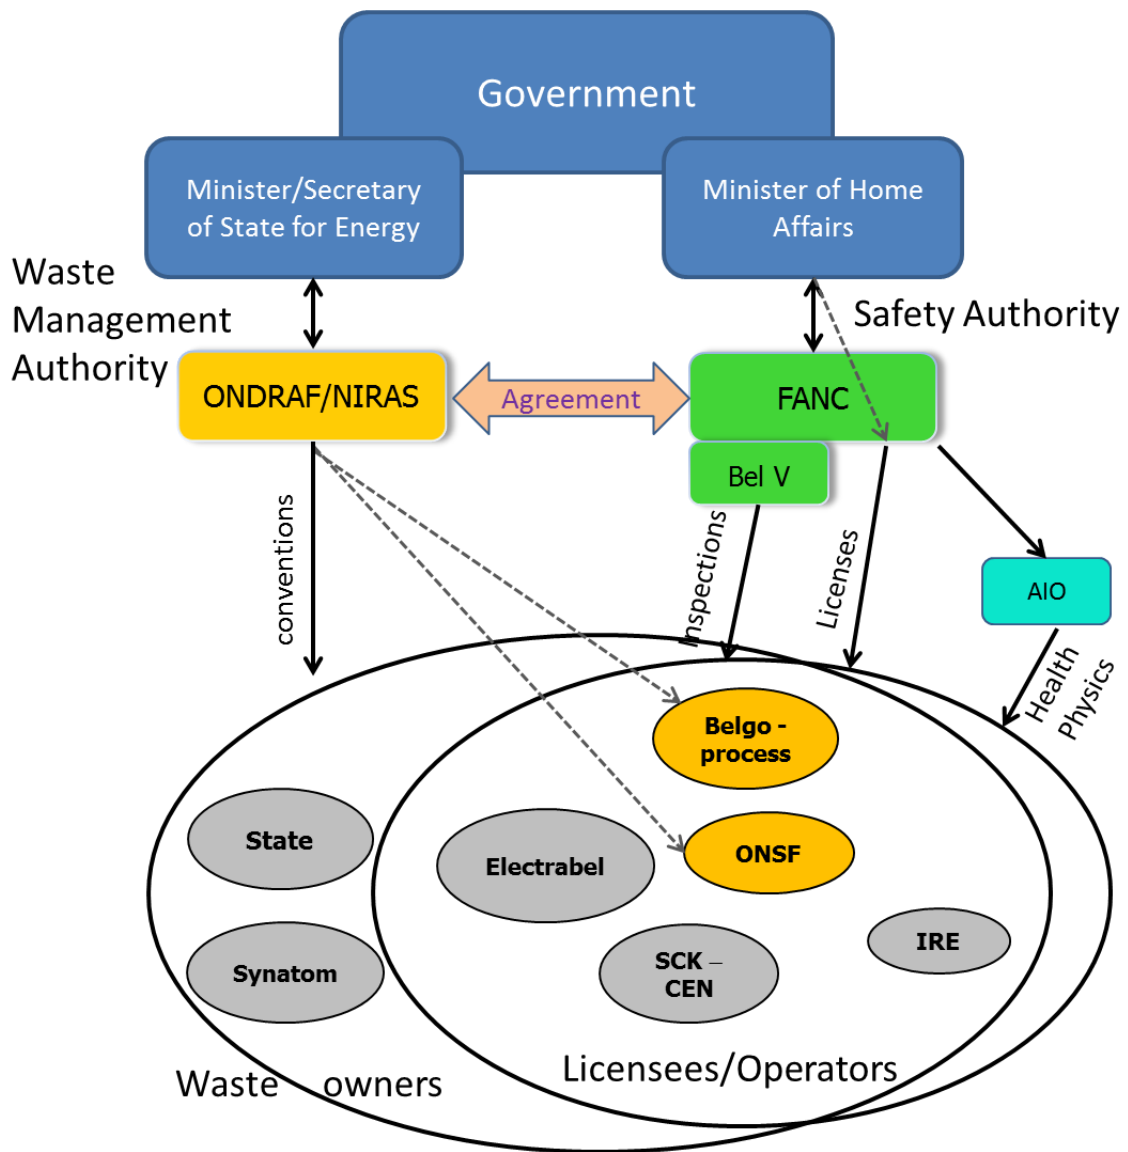 Government
Minister/Secretary
of State for Energy
Minister of Home
Affairs
Waste
Management
Authority
Safety Authority
ONDRAF/NIRAS
Agreement
FANC
Bel V
conventions
Inspections
Licenses
AIO
Health
Physics
Belgo -
process
State
Electrabel
ONSF
Synatom
SCK –
CEN
IRE
Waste owners
Licensees/Operators